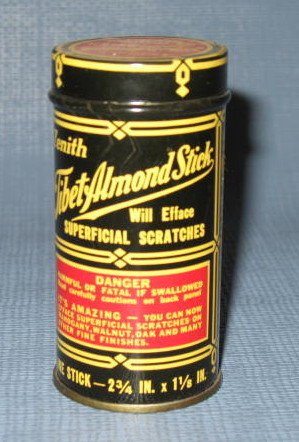 Zenith
Tibet Almond Stick
Will Efface
SUPERFICIAL SCRATCHES
DANGER
HARMFUL OR FATAL IF SWALLOWED
Read carefully cautions on back panel
IT'S AMAZING — YOU CAN NOW
EFFACE SUPERFICIAL SCRATCHES ON
MAHOGANY, WALNUT, OAK AND MANY
OTHER FINE FINISHES.
STICK — 2¾ IN. x 1⅛ IN.